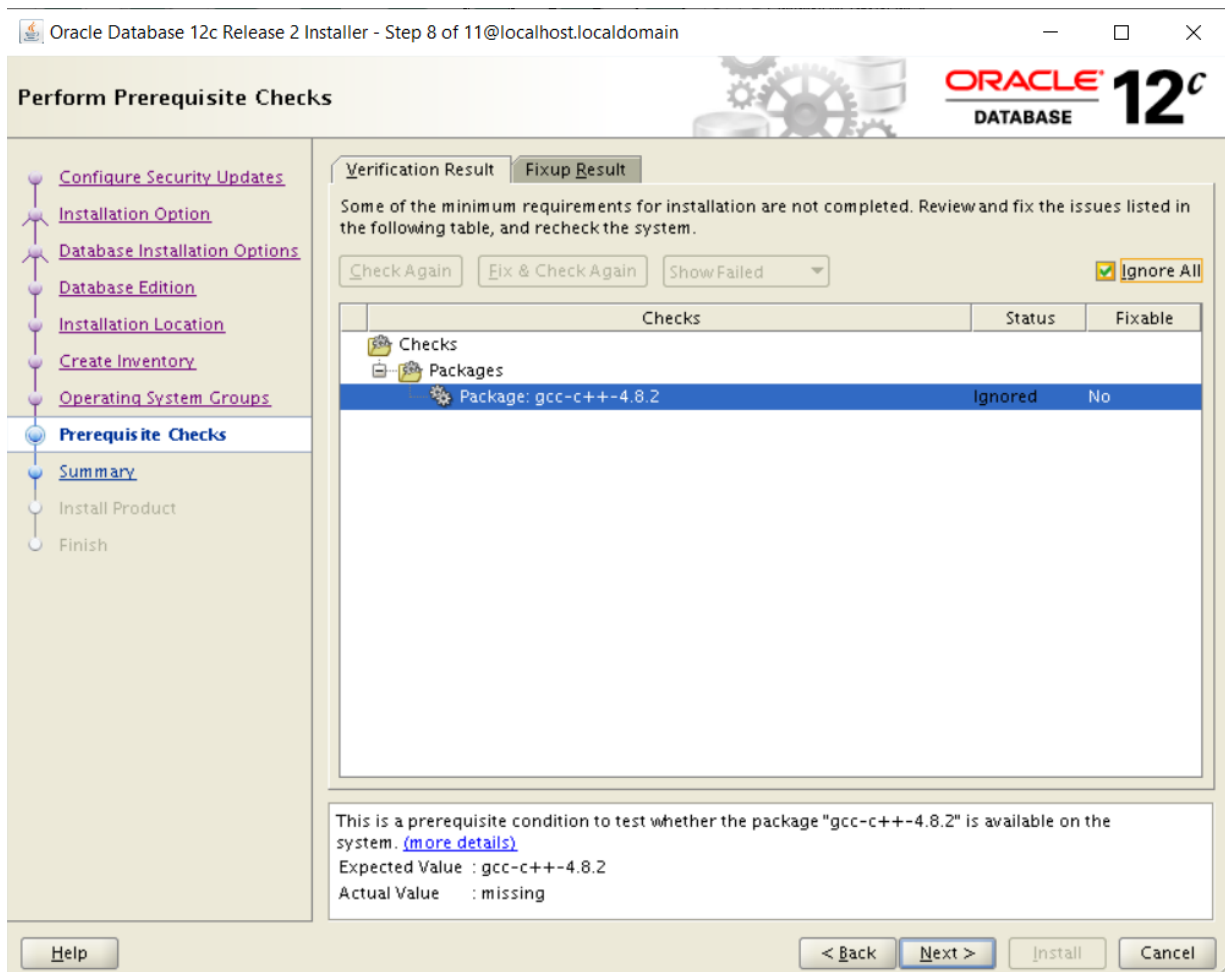 Oracle Database 12c Release 2 Installer - Step 8 of 11@localhost.localdomain
Perform Prerequisite Checks
ORACLE
DATABASE
12c
Configure Security Updates
Installation Option
Database Installation Options
Database Edition
Installation Location
Create Inventory
Operating System Groups
Prerequisite Checks
Summary
Install Product
Finish
Verification Result
Fixup Result
Some of the minimum requirements for installation are not completed. Review and fix the issues listed in
the following table, and recheck the system.
Check Again
Fix & Check Again
Show Failed
Ignore All
Checks Status Fixable
Checks
Packages
Package: gcc-c++-4.8.2 Ignored No
This is a prerequisite condition to test whether the package "gcc-c++-4.8.2" is available on the
system. (more details)
Expected Value : gcc-c++-4.8.2
Actual Value : missing
Help
< Back
Next >
Install
Cancel